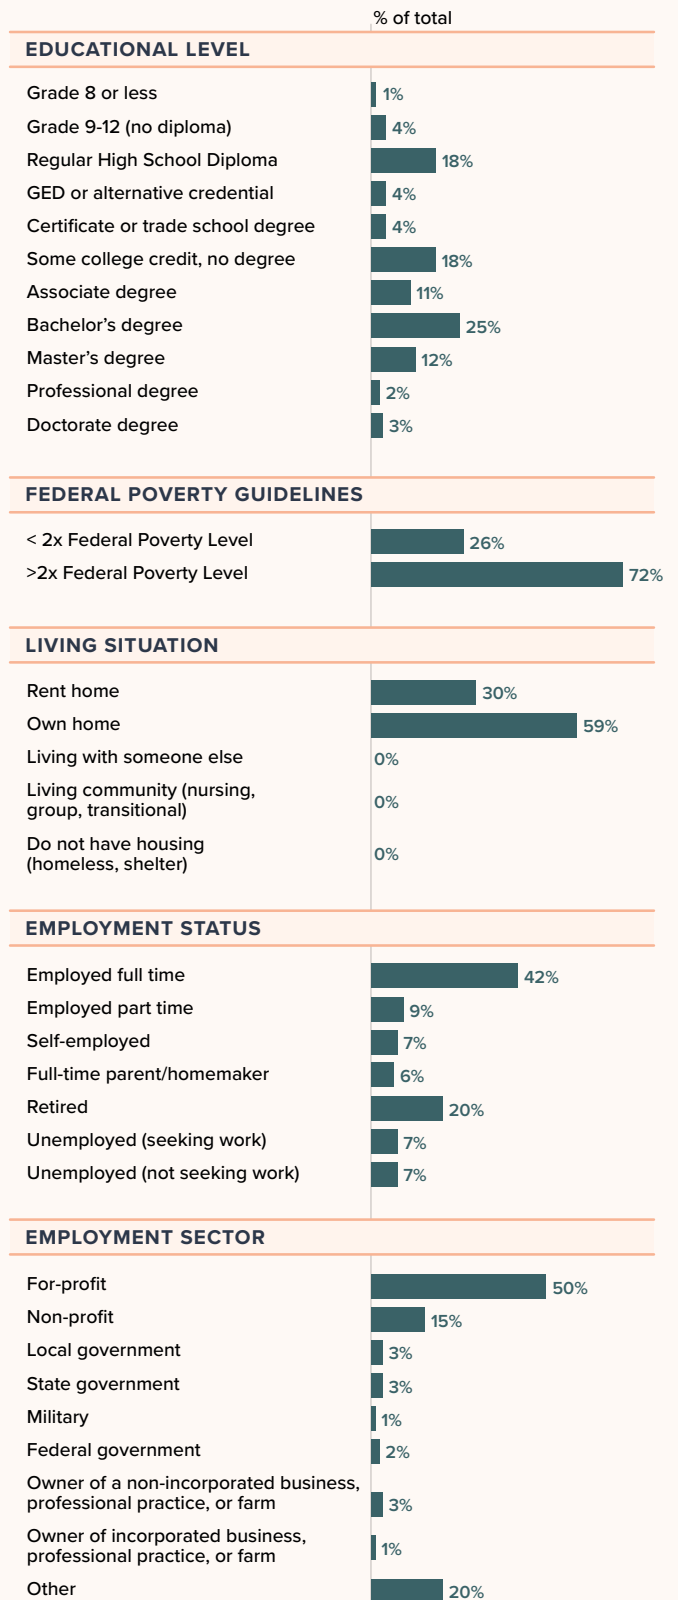 % of total
EDUCATIONAL LEVEL
Grade 8 or less 1%
Grade 9-12 (no diploma) 4%
Regular High School Diploma 18%
GED or alternative credential 4%
Certificate or trade school degree 4%
Some college credit, no degree 18%
Associate degree 11%
Bachelor’s degree 25%
Master’s degree 12%
Professional degree 2%
Doctorate degree 3%
FEDERAL POVERTY GUIDELINES
< 2x Federal Poverty Level 26%
>2x Federal Poverty Level 72%
LIVING SITUATION
Rent home 30%
Own home 59%
Living with someone else 0%
Living community (nursing,
group, transitional) 0%
Do not have housing
(homeless, shelter) 0%
EMPLOYMENT STATUS
Employed full time 42%
Employed part time 9%
Self-employed 7%
Full-time parent/homemaker 6%
Retired 20%
Unemployed (seeking work) 7%
Unemployed (not seeking work) 7%
EMPLOYMENT SECTOR
For-profit 50%
Non-profit 15%
Local government 3%
State government 3%
Military 1%
Federal government 2%
Owner of a non-incorporated business,
professional practice, or farm 3%
Owner of incorporated business,
professional practice, or farm 1%
Other 20%